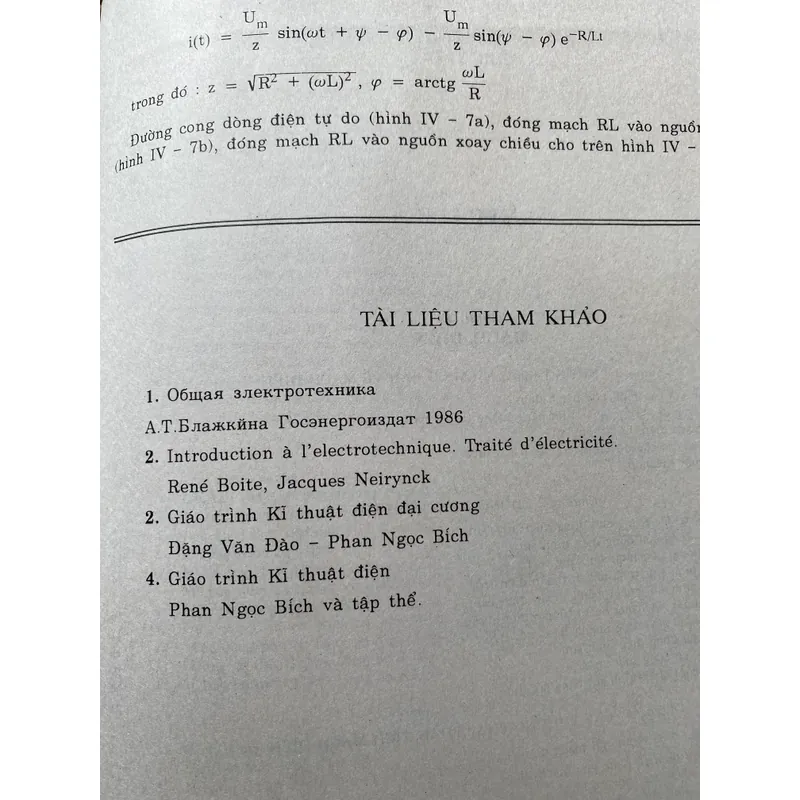 i(t) = U_m/z sin(ωt + ψ − φ) − U_m/z sin(ψ − φ) e^{−R/Lt}
trong đó : z = √(R² + (ωL)²) , φ = arctg ωL/R
Đường cong dòng điện tự do (hình IV – 7a), đóng mạch RL vào nguồn
(hình IV – 7b), đóng mạch RL vào nguồn xoay chiều cho trên hình IV –
TÀI LIỆU THAM KHẢO
1. Общая злектротехника
А.Т.Блажкйна Госэнергоиздат 1986
2. Introduction à l'electrotechnique. Traité d'électricité.
René Boite, Jacques Neirynck
2. Giáo trình Kĩ thuật điện đại cương
Đặng Văn Đào – Phan Ngọc Bích
4. Giáo trình Kĩ thuật điện
Phan Ngọc Bích và tập thể.